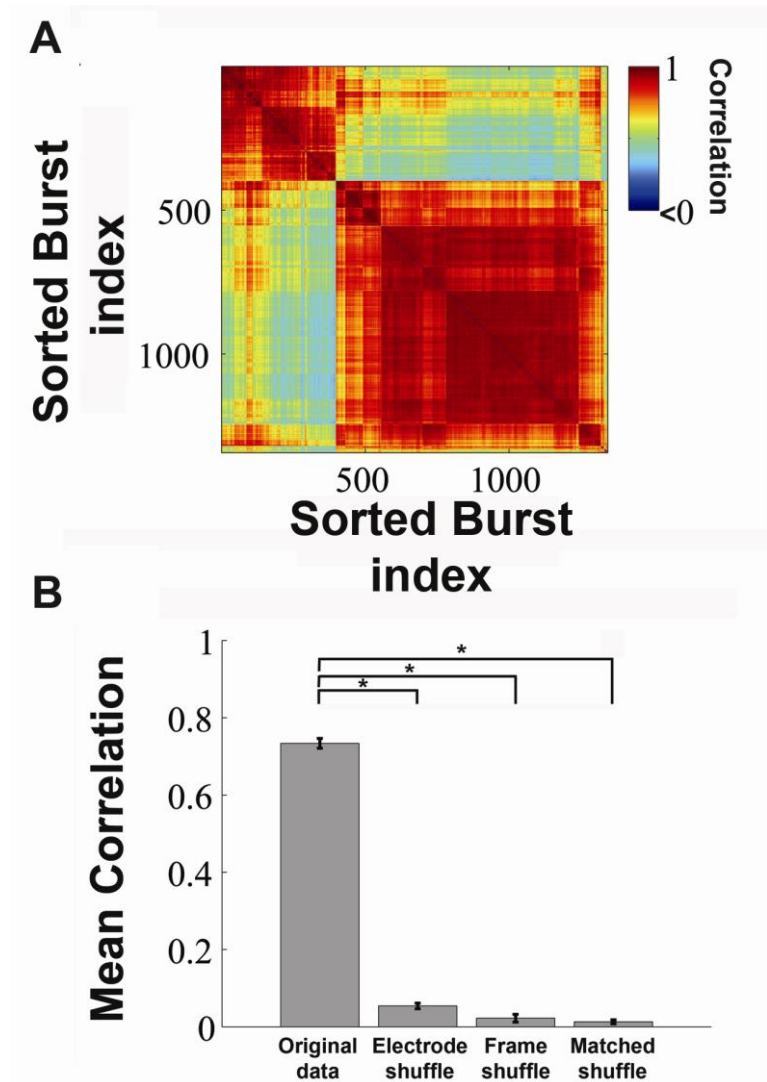 A
Sorted Burst
index
500
1000
500
1000
Sorted Burst
index
1
<0
Correlation
B
Mean Correlation
1
0.8
0.6
0.4
0.2
0
*
*
*
Original
data
Electrode
shuffle
Frame
shuffle
Matched
shuffle